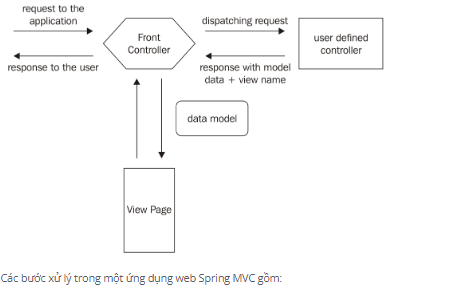 request to the
application
response to the user
Front
Controller
dispatching request
response with model
data + view name
user defined
controller
data model
View Page
Các bước xử lý trong một ứng dụng web Spring MVC gồm: